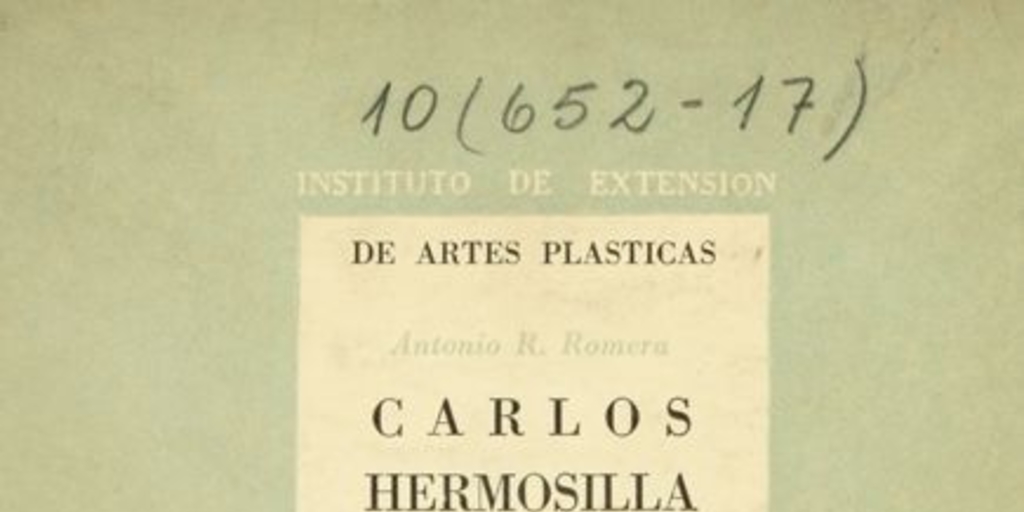 10(652-17)
INSTITUTO DE EXTENSION
DE ARTES PLASTICAS
Antonio R. Romera
CARLOS
HERMOSILLA